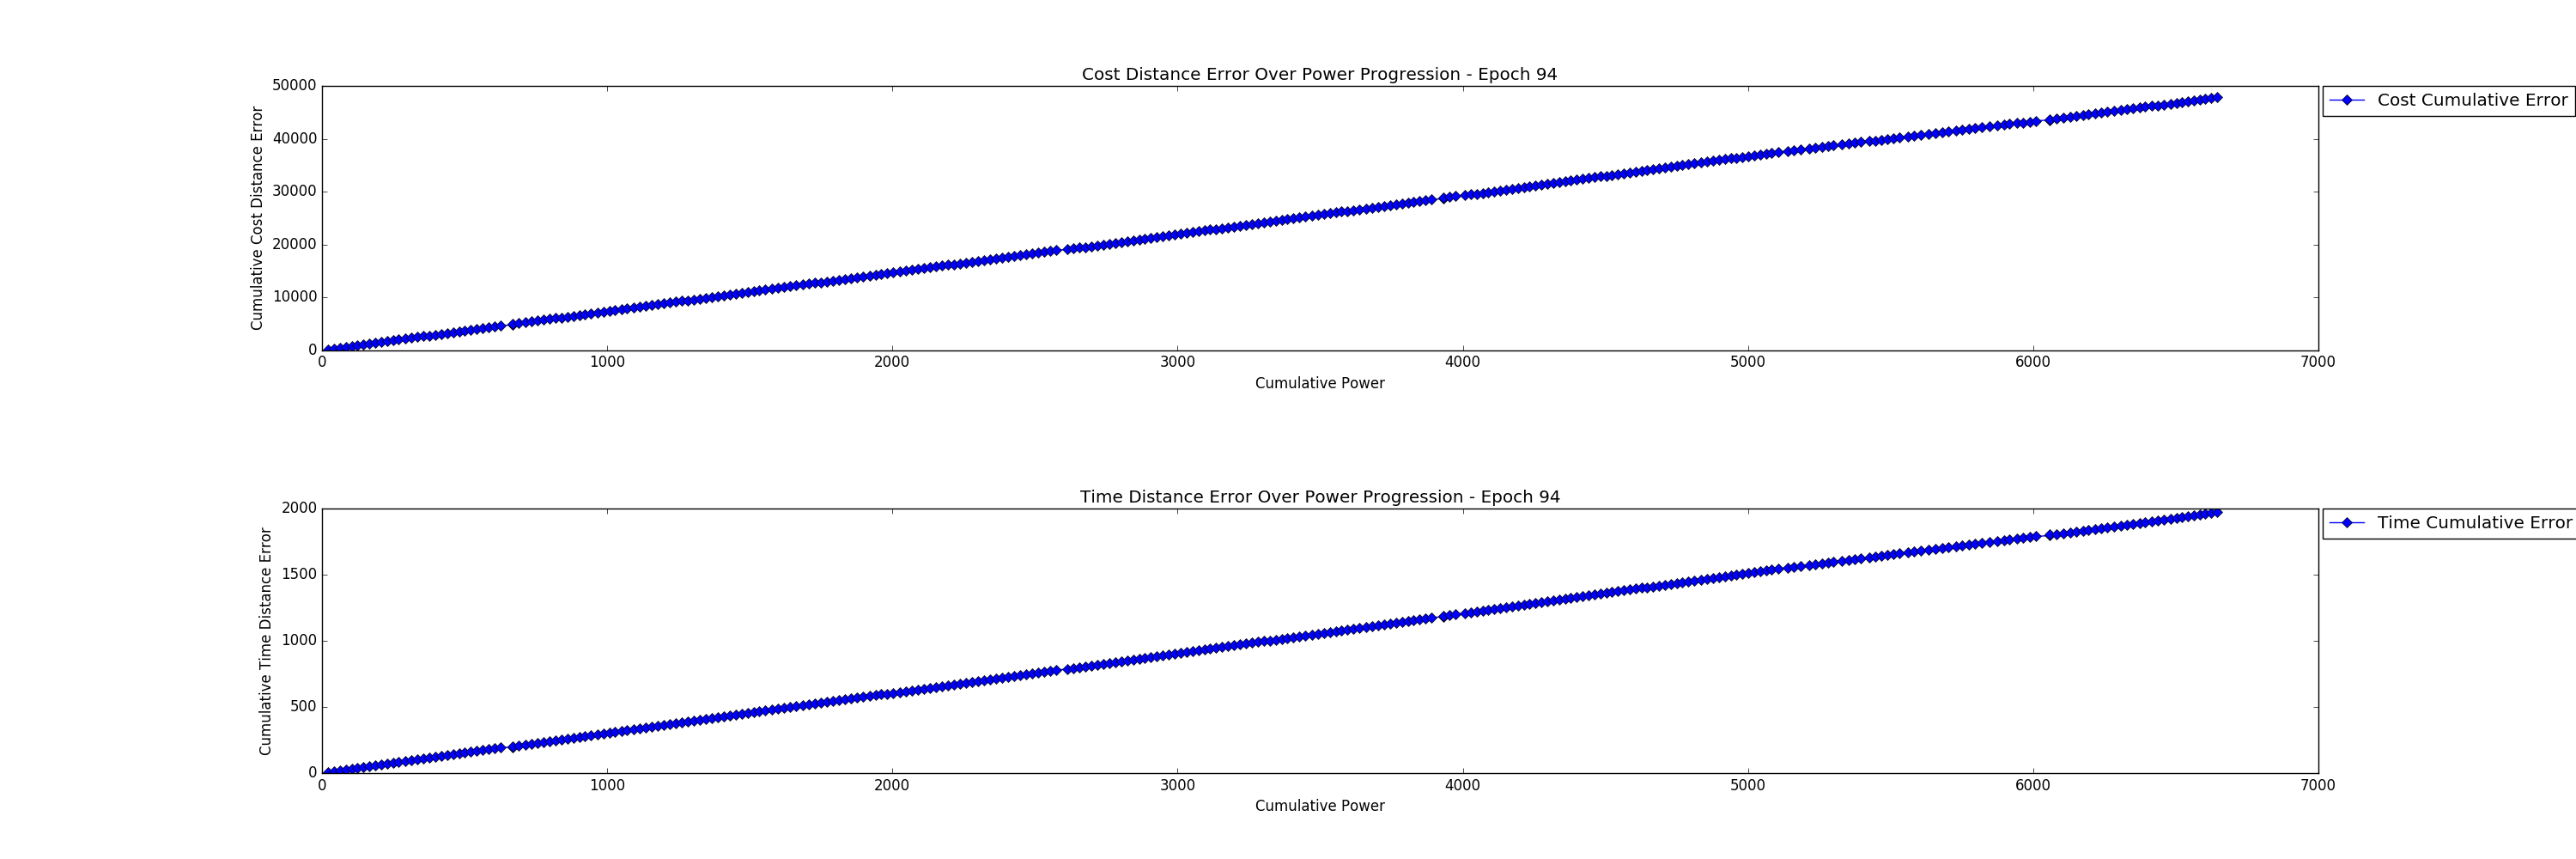 Cost Distance Error Over Power Progression - Epoch 94
50000
40000
30000
20000
10000
0
Cumulative Cost Distance Error
0 1000 2000 3000 4000 5000 6000 7000
Cumulative Power
Cost Cumulative Error
Time Distance Error Over Power Progression - Epoch 94
2000
1500
1000
500
0
Cumulative Time Distance Error
0 1000 2000 3000 4000 5000 6000 7000
Cumulative Power
Time Cumulative Error